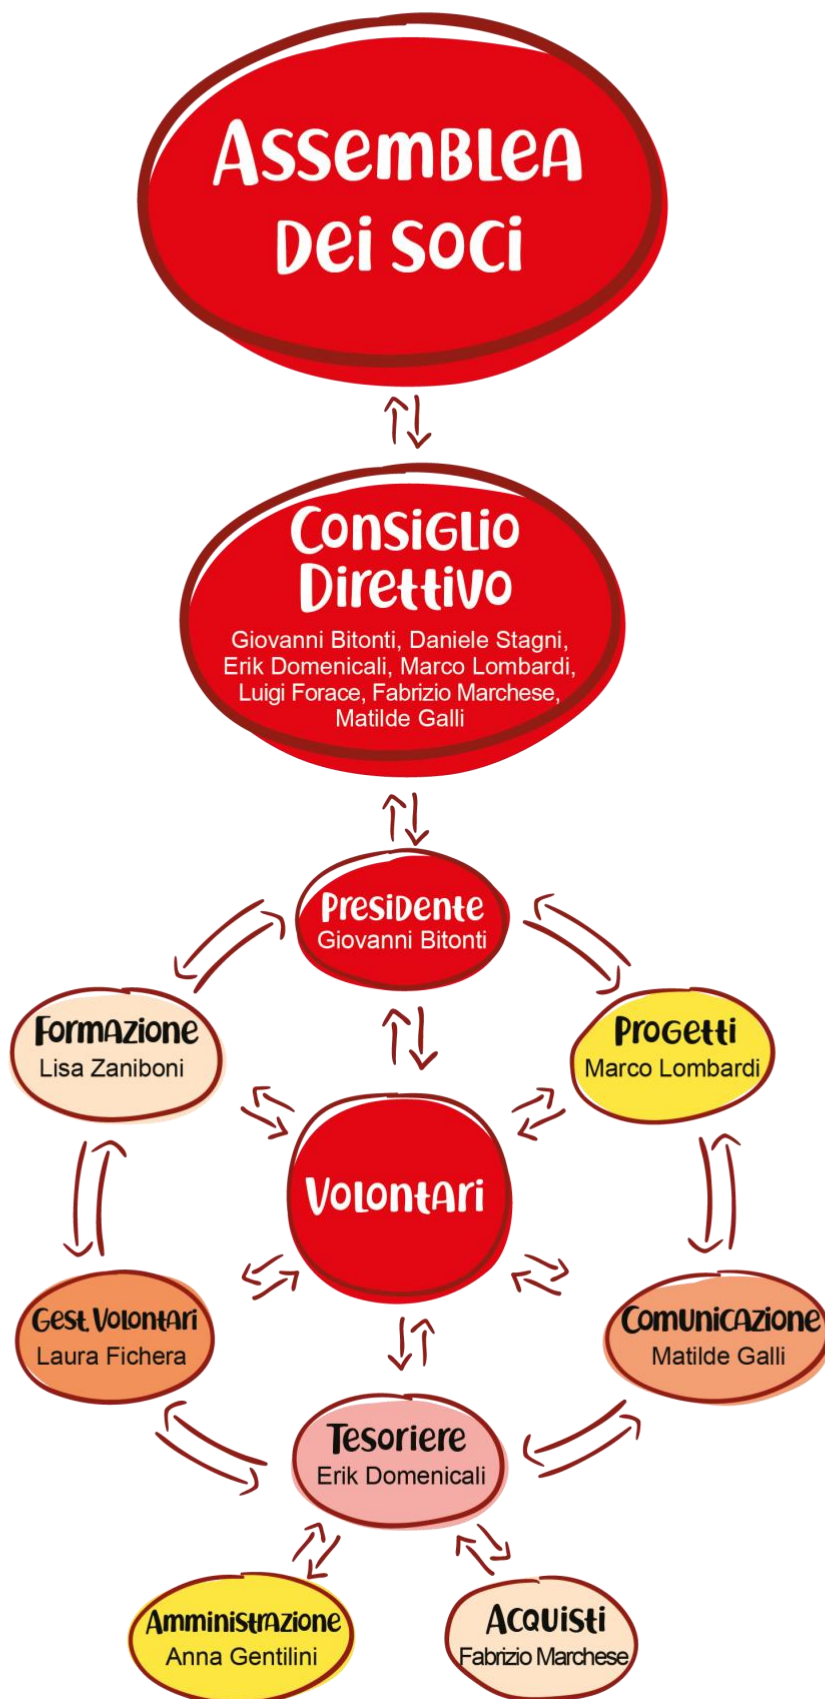 Assemblea
dei soci
Consiglio
Direttivo
Giovanni Bitonti, Daniele Stagni,
Erik Domenicali, Marco Lombardi,
Luigi Forace, Fabrizio Marchese,
Matilde Galli
Presidente
Giovanni Bitonti
Formazione
Lisa Zaniboni
Progetti
Marco Lombardi
Volontari
Gest. Volontari
Laura Fichera
Comunicazione
Matilde Galli
Tesoriere
Erik Domenicali
Amministrazione
Anna Gentilini
Acquisti
Fabrizio Marchese